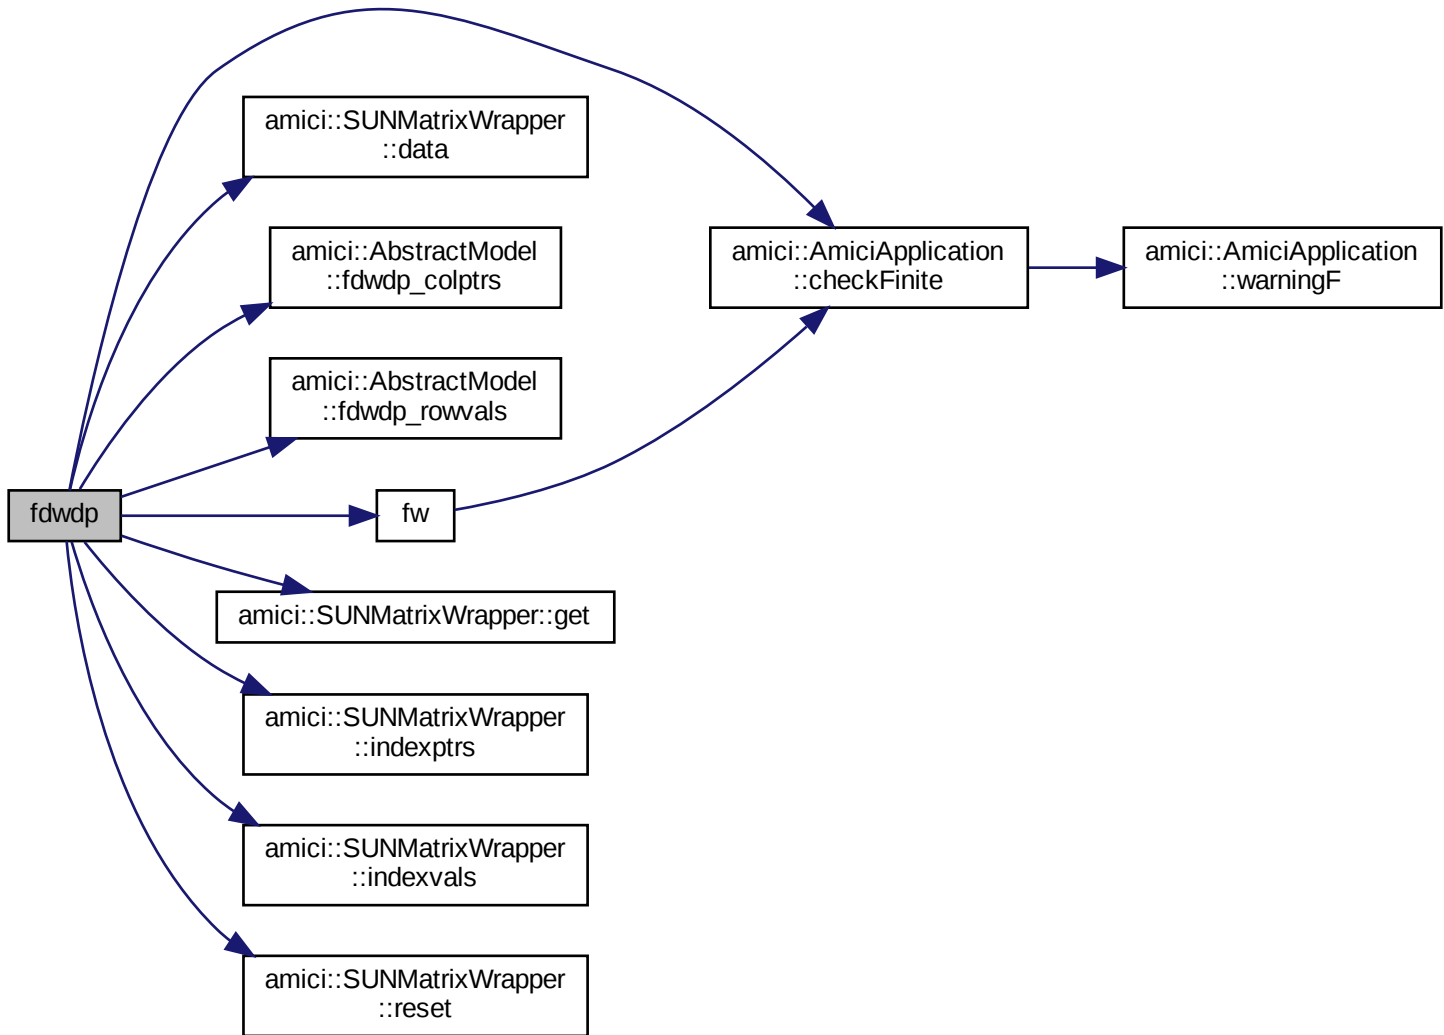 amici::SUNMatrixWrapper
::data
amici::AbstractModel
::fdwdp_colptrs
amici::AmiciApplication
::checkFinite
amici::AmiciApplication
::warningF
amici::AbstractModel
::fdwdp_rowvals
fdwdp
fw
amici::SUNMatrixWrapper::get
amici::SUNMatrixWrapper
::indexptrs
amici::SUNMatrixWrapper
::indexvals
amici::SUNMatrixWrapper
::reset